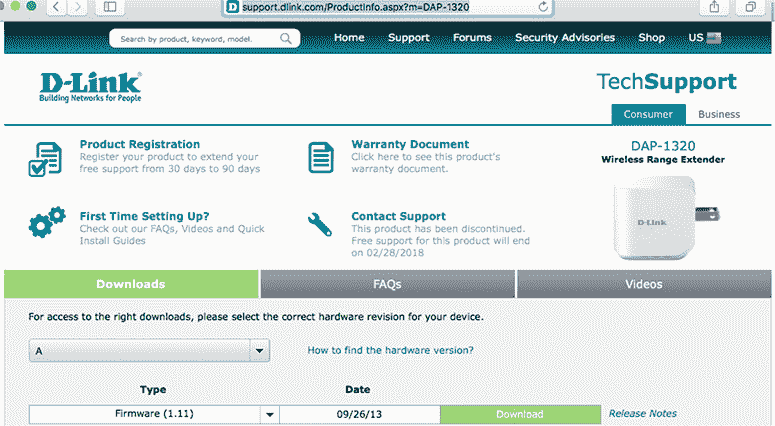 support.dlink.com/ProductInfo.aspx?m=DAP-1320
Search by product, keyword, model.
Home Support Forums Security Advisories Shop US
D-Link
Building Networks for People
TechSupport
Consumer Business
Product Registration
Register your product to extend your
free support from 30 days to 90 days
Warranty Document
Click here to see this product's
warranty document.
DAP-1320
Wireless Range Extender
D-Link
First Time Setting Up?
Check out our FAQs, Videos and Quick
Install Guides
Contact Support
This product has been discontinued.
Free support for this product will end
on 02/28/2018
Downloads FAQs Videos
For access to the right downloads, please select the correct hardware revision for your device.
A How to find the hardware version?
Type Date
Firmware (1.11) 09/26/13 Download Release Notes